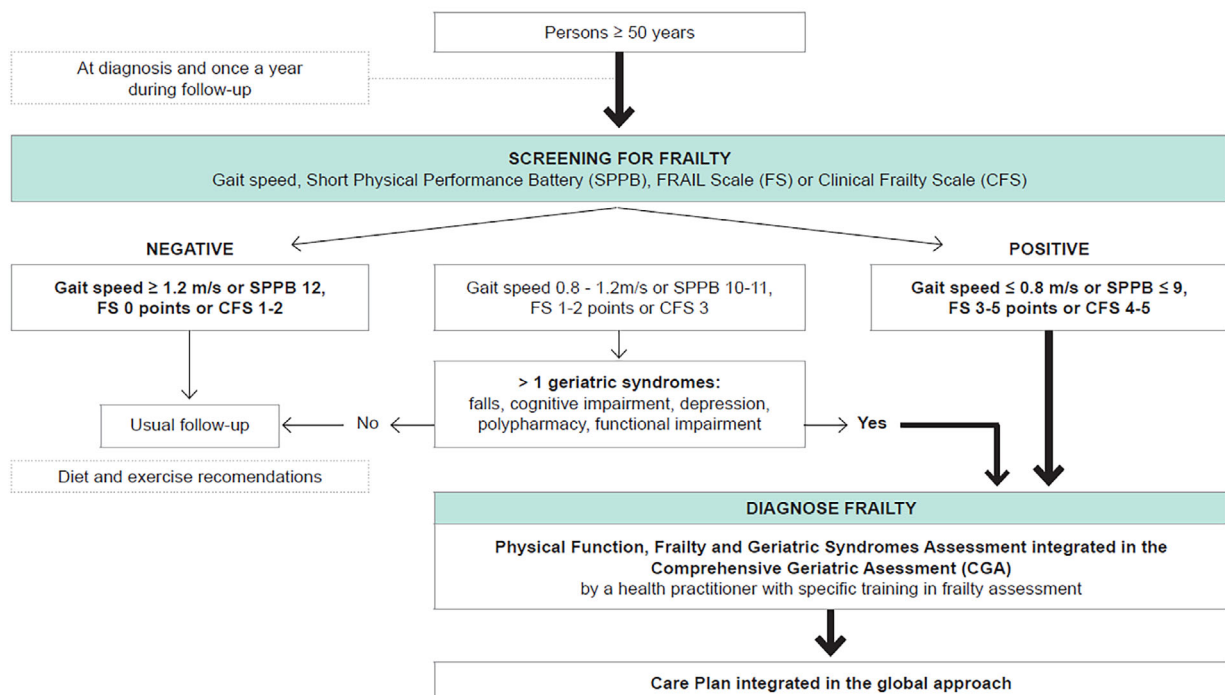 Persons ≥ 50 years
At diagnosis and once a year
during follow-up
SCREENING FOR FRAILTY
Gait speed, Short Physical Performance Battery (SPPB), FRAIL Scale (FS) or Clinical Frailty Scale (CFS)
NEGATIVE
POSITIVE
Gait speed ≥ 1.2 m/s or SPPB 12,
FS 0 points or CFS 1-2
Gait speed 0.8 - 1.2m/s or SPPB 10-11,
FS 1-2 points or CFS 3
Gait speed ≤ 0.8 m/s or SPPB ≤ 9,
FS 3-5 points or CFS 4-5
> 1 geriatric syndromes:
falls, cognitive impairment, depression,
polypharmacy, functional impairment
Usual follow-up
No
Yes
Diet and exercise recomendations
DIAGNOSE FRAILTY
Physical Function, Frailty and Geriatric Syndromes Assessment integrated in the
Comprehensive Geriatric Asessment (CGA)
by a health practitioner with specific training in frailty assessment
Care Plan integrated in the global approach